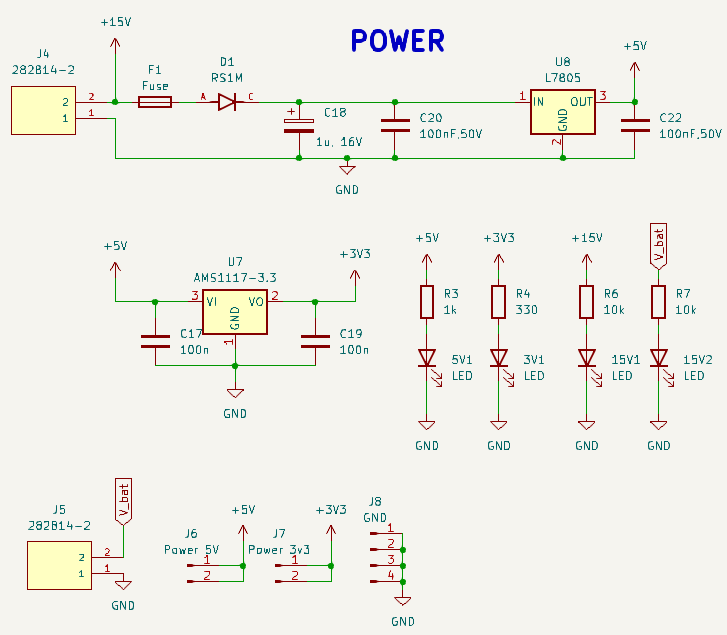 POWER
+15V
J4
282814-2
2
2
1
1
F1
Fuse
D1
RS1M
A
C
+
C18
1u, 16V
C20
100nF,50V
U8
L7805
1
IN
OUT
3
GND
2
+5V
C22
100nF,50V
GND
+5V
U7
AMS1117-3.3
3
VI
VO
2
GND
1
+3V3
C17
100n
C19
100n
GND
+5V
R3
1k
5V1
LED
GND
+3V3
R4
330
3V1
LED
GND
+15V
R6
10k
15V1
LED
GND
V_bat
R7
10k
15V2
LED
GND
J5
282814-2
V_bat
2
2
1
1
GND
J6
Power 5V
1
2
+5V
J7
Power 3v3
1
2
+3V3
J8
GND
1
2
3
4
GND